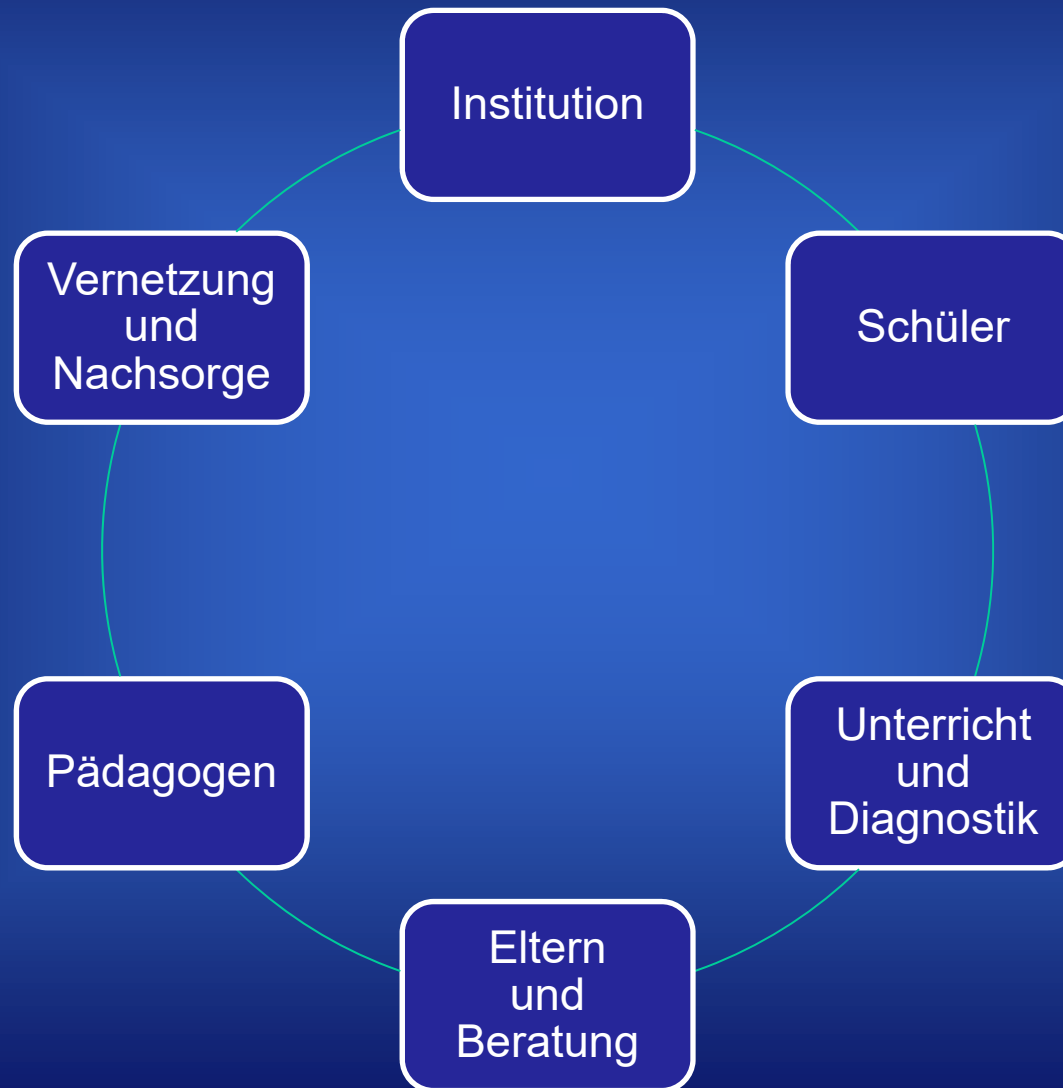 Institution
Schüler
Unterricht
und
Diagnostik
Eltern
und
Beratung
Pädagogen
Vernetzung
und
Nachsorge